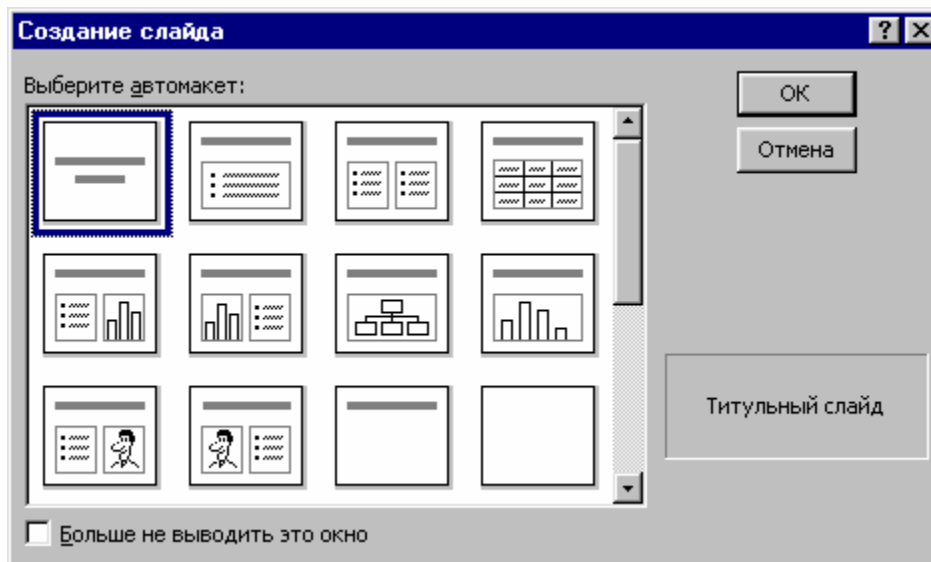 Создание слайда
Выберите автомакет:
ОК
Отмена
Титульный слайд
Больше не выводить это окно